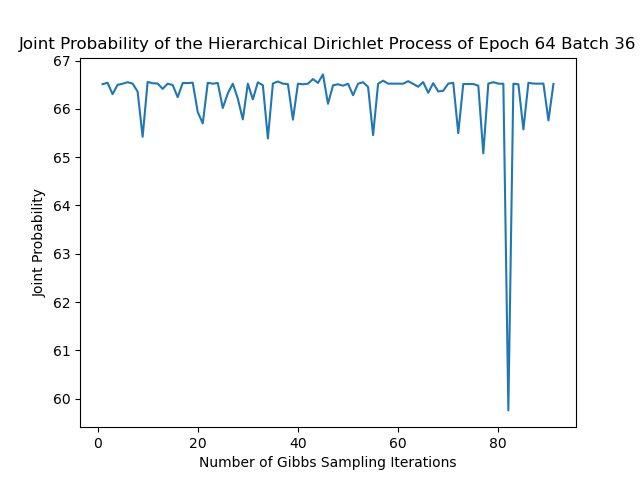 Joint Probability of the Hierarchical Dirichlet Process of Epoch 64 Batch 36
67
66
65
64
63
62
61
60
Joint Probability
0 20 40 60 80
Number of Gibbs Sampling Iterations